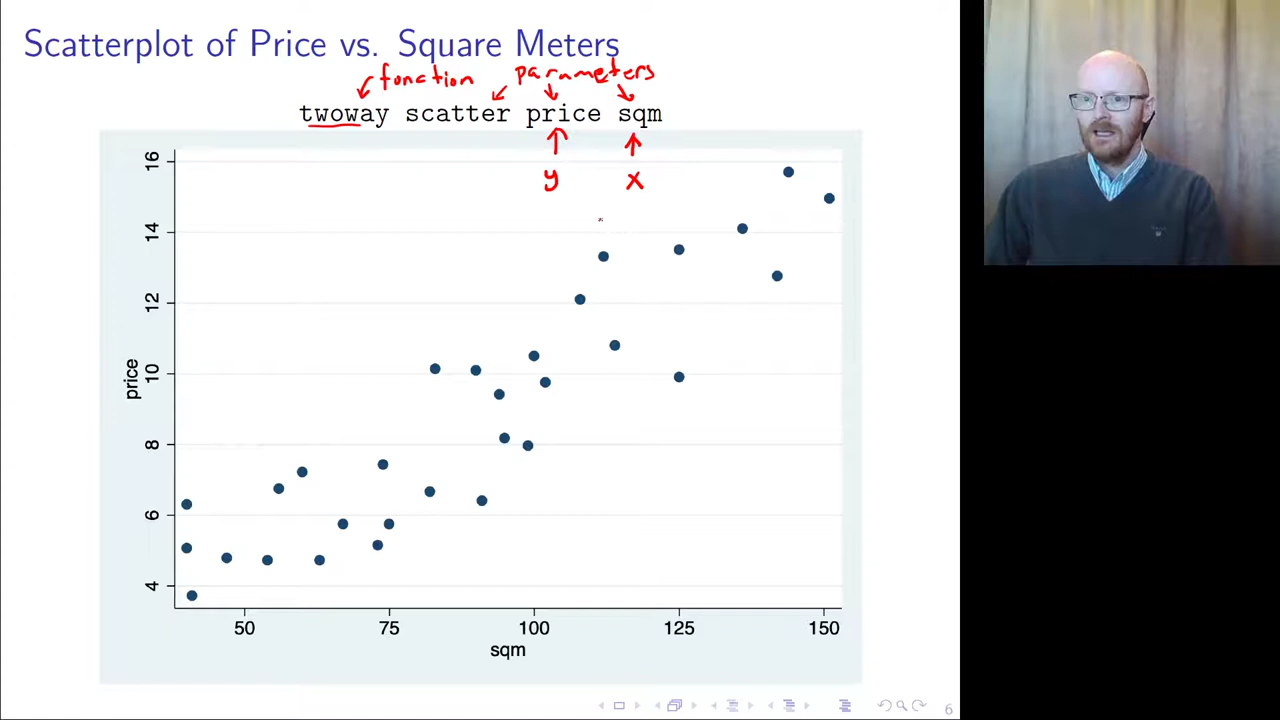 Scatterplot of Price vs. Square Meters
function parameters
twoway scatter price sqm
y x
16
14
12
10
8
6
4
price
50 75 100 125 150
sqm
6